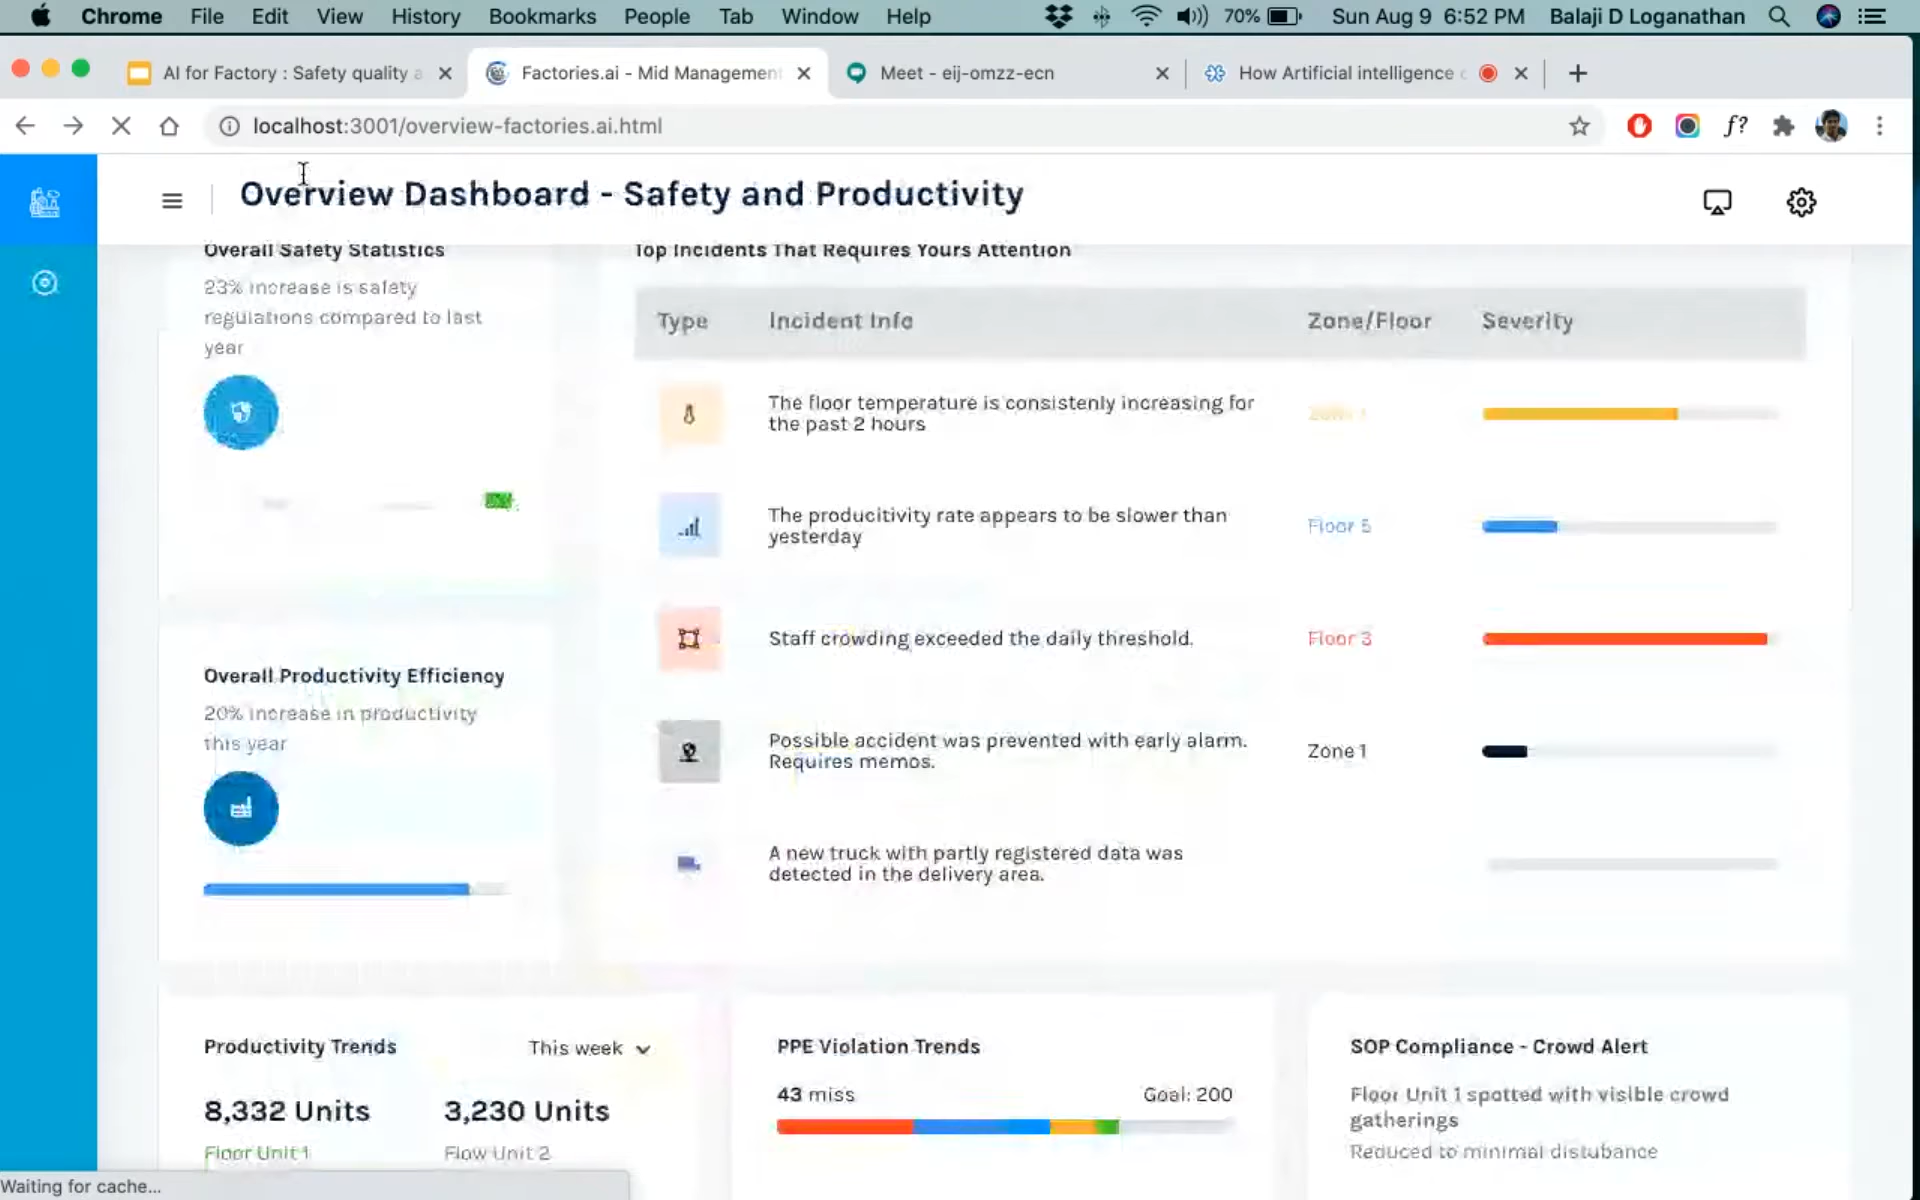 Chrome File Edit View History Bookmarks People Tab Window Help 70% Sun Aug 9 6:52 PM Balaji D Loganathan
AI for Factory : Safety quality a
Factories.ai - Mid Managemen
Meet - eij-omzz-ecn
How Artificial intelligence
localhost:3001/overview-factories.ai.html
f?
Overview Dashboard - Safety and Productivity
Overall Safety Statistics
23% increase is safety
regulations compared to last
year
Top Incidents That Requires Yours Attention
Type Incident Info Zone/Floor Severity
The floor temperature is consistenly increasing for
the past 2 hours
The producitivity rate appears to be slower than
yesterday
Floor 5
Staff crowding exceeded the daily threshold.
Floor 3
Possible accident was prevented with early alarm.
Requires memos.
Zone 1
A new truck with partly registered data was
detected in the delivery area.
Overall Productivity Efficiency
20% increase in productivity
this year
Productivity Trends
This week
8,332 Units 3,230 Units
Floor Unit 1 Flow Unit 2
PPE Violation Trends
43 miss Goal: 200
SOP Compliance - Crowd Alert
Floor Unit 1 spotted with visible crowd
gatherings
Reduced to minimal distubance
Waiting for cache...